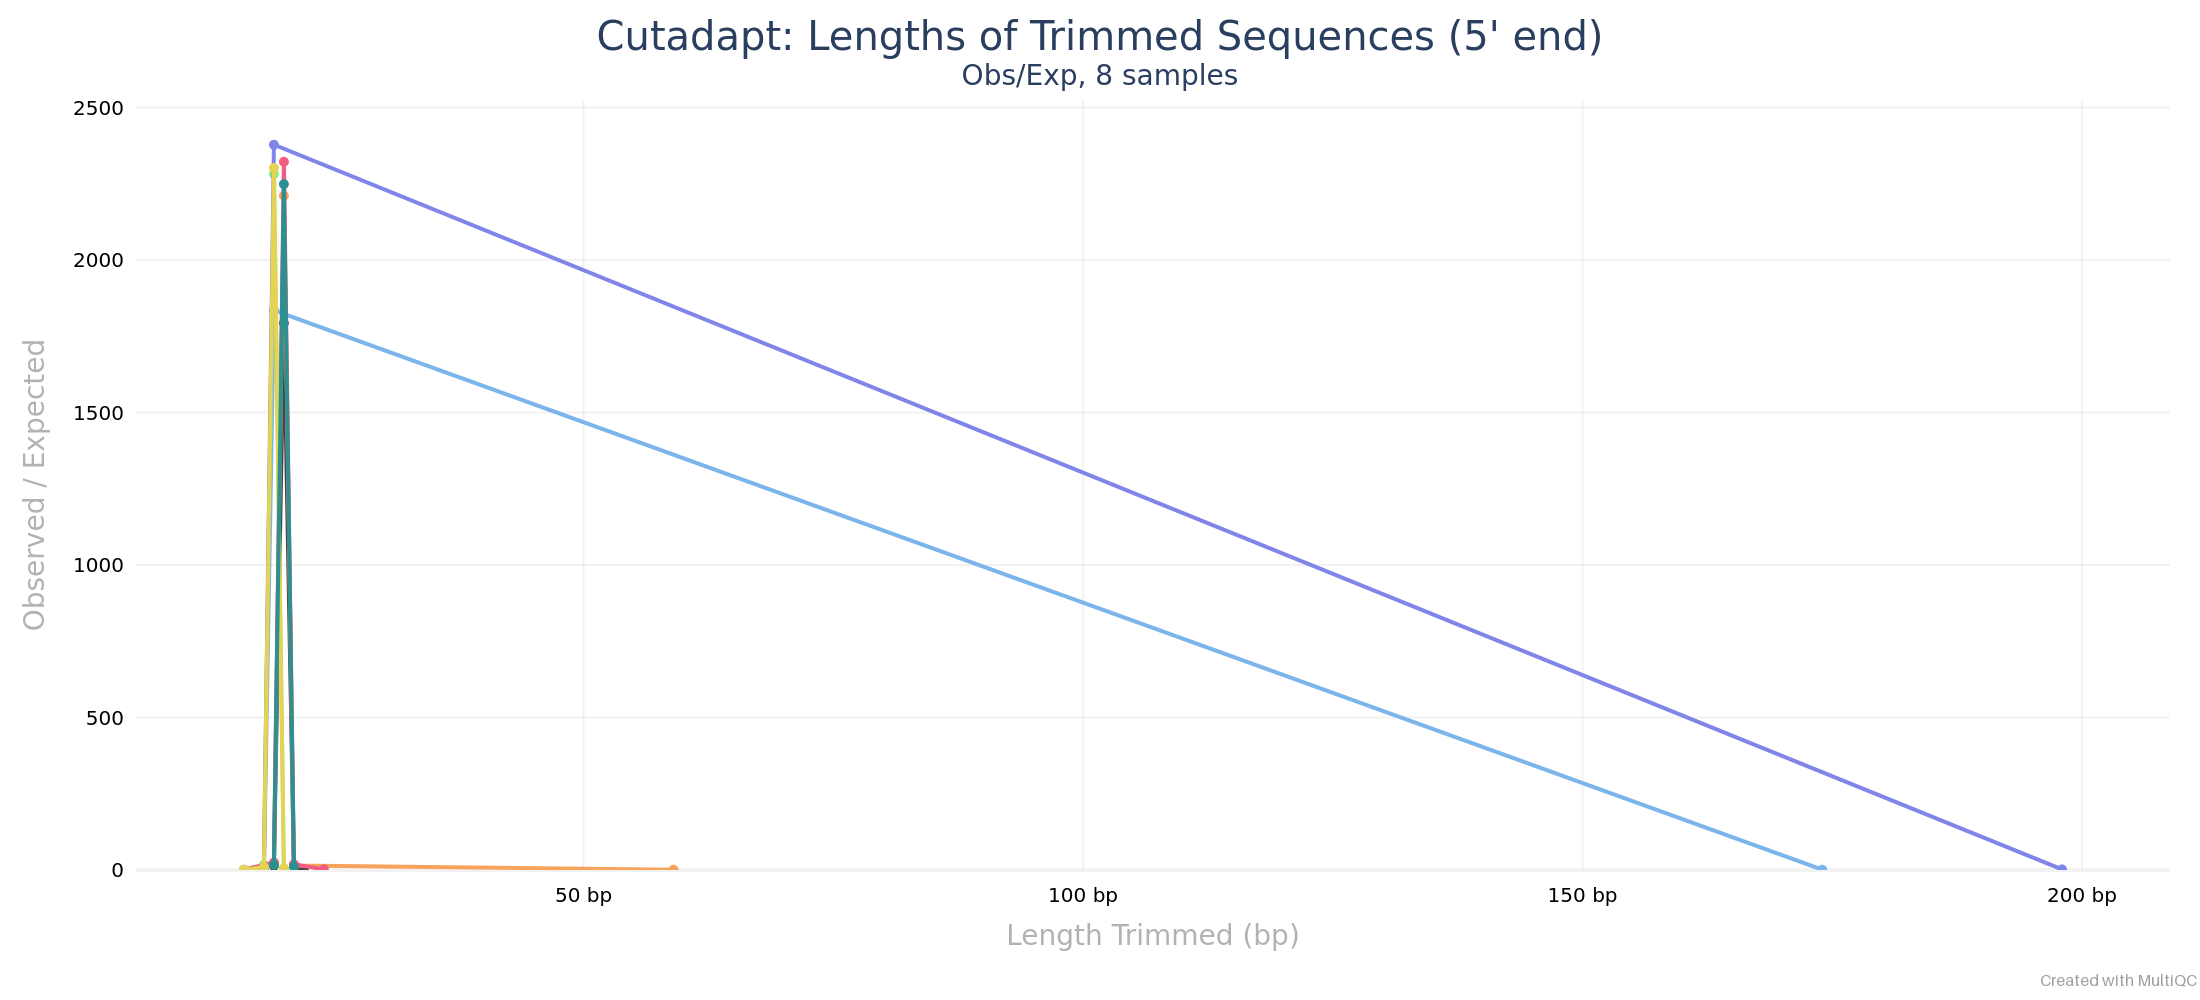 Cutadapt: Lengths of Trimmed Sequences (5' end)
Obs/Exp, 8 samples
2500
2000
1500
1000
500
0
Observed / Expected
50 bp
100 bp
150 bp
200 bp
Length Trimmed (bp)
Created with MultiQC